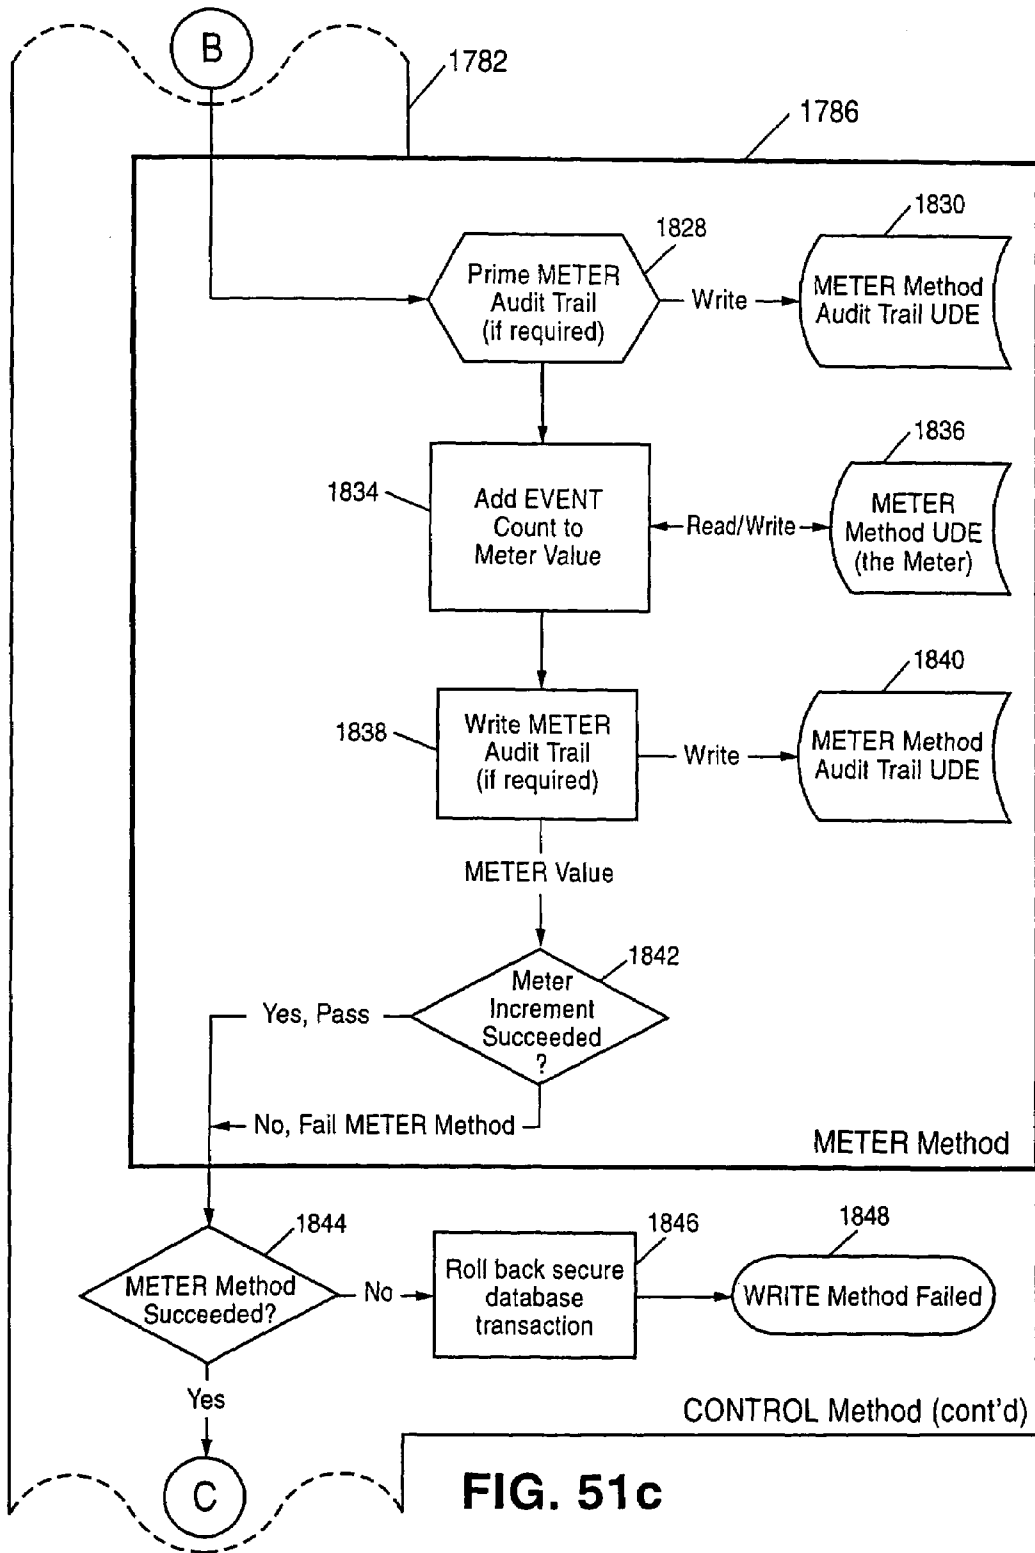 B
1782
1786
1828
1830
Prime METER
Audit Trail
(if required)
Write
METER Method
Audit Trail UDE
1834
Add EVENT
Count to
Meter Value
Read/Write
1836
METER
Method UDE
(the Meter)
1838
Write METER
Audit Trail
(if required)
Write
1840
METER Method
Audit Trail UDE
METER Value
1842
Meter
Increment
Succeeded
?
Yes, Pass
No, Fail METER Method
METER Method
1844
METER Method
Succeeded?
No
1846
Roll back secure
database
transaction
1848
WRITE Method Failed
Yes
CONTROL Method (cont'd)
C
FIG. 51c